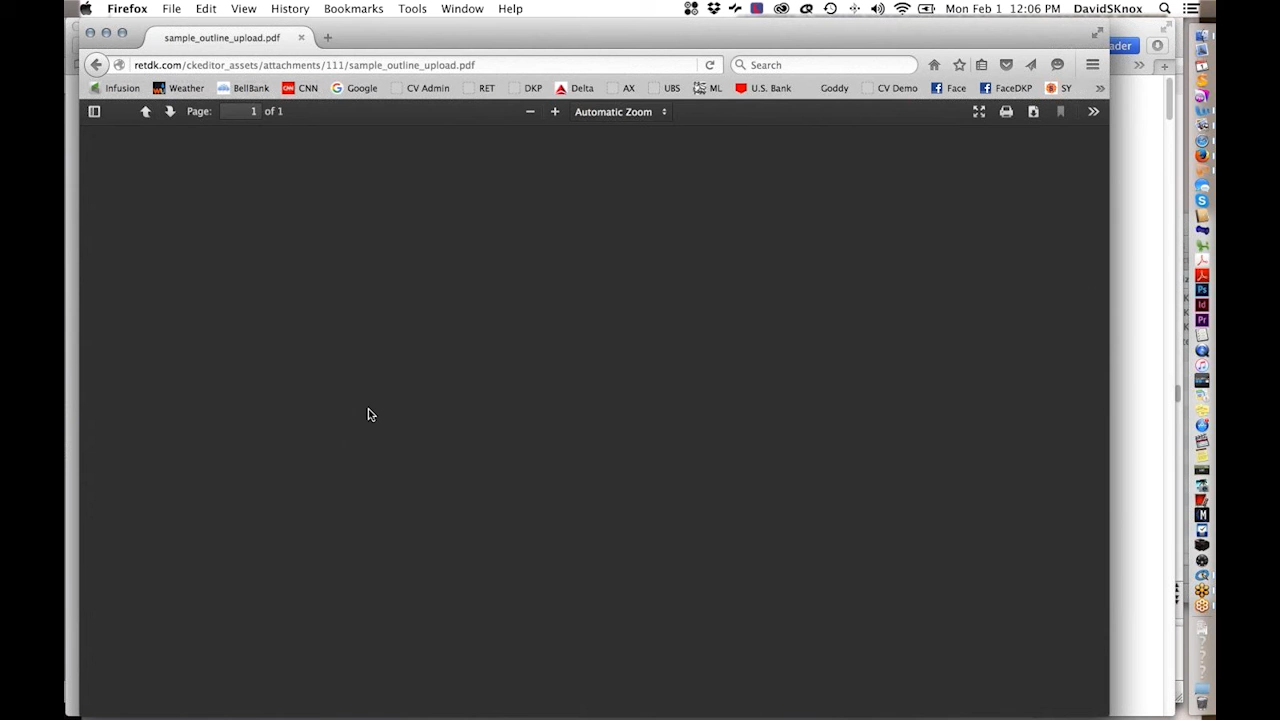 Firefox File Edit View History Bookmarks Tools Window Help Mon Feb 1 12:06 PM DavidSKnox
sample_outline_upload.pdf
ader
retdk.com/ckeditor_assets/attachments/111/sample_outline_upload.pdf Search
Infusion Weather BellBank CNN Google CV Admin RET DKP Delta AX UBS ML U.S. Bank Goddy CV Demo Face FaceDKP SY
Page: 1 of 1 Automatic Zoom